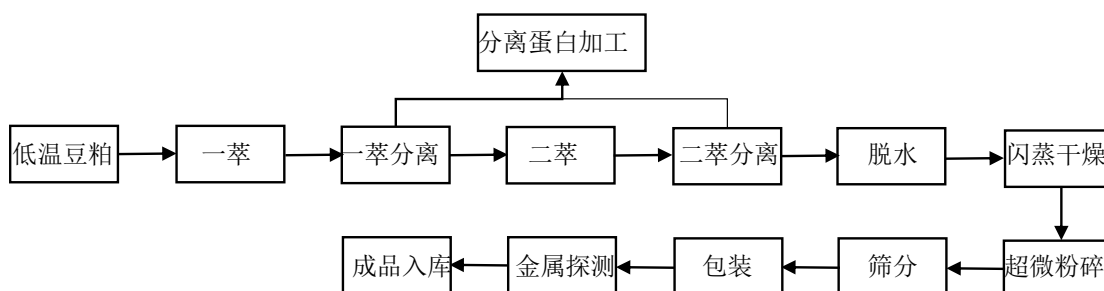 分离蛋白加工
低温豆粕
一萃
一萃分离
二萃
二萃分离
脱水
闪蒸干燥
成品入库
金属探测
包装
筛分
超微粉碎